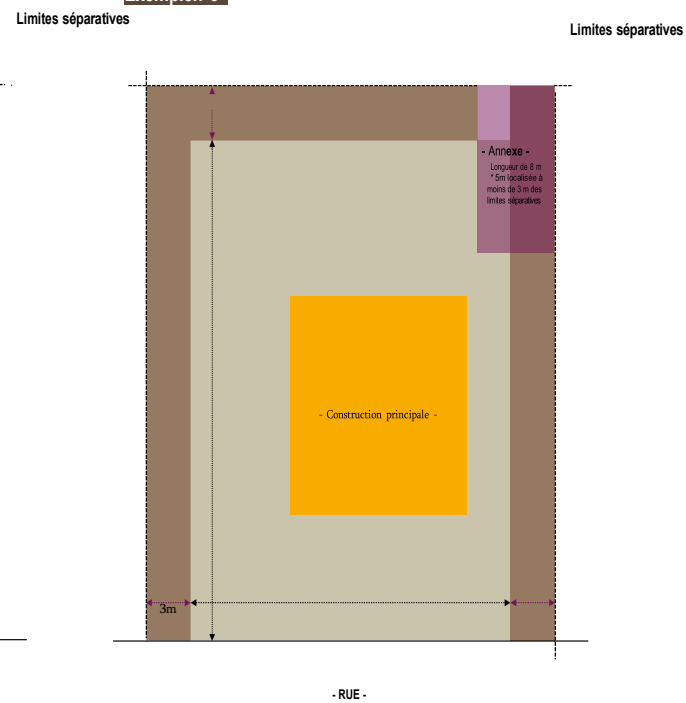 Limites séparatives
Limites séparatives
- Annexe -
Longueur de 8 m
* 5m localisée à
moins de 3 m des
limites séparatives
- Construction principale -
3m
- RUE -